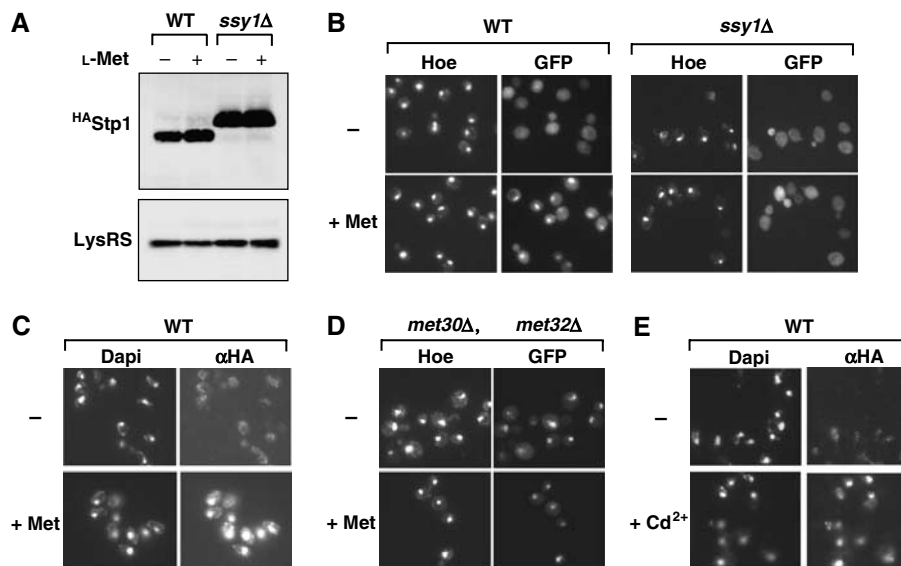 A
WT
ssy1Δ
L-Met
− + − +
HAStp1
LysRS
B
WT
ssy1Δ
Hoe GFP Hoe GFP
−
+ Met
C
WT
Dapi αHA
−
+ Met
D
met30Δ, met32Δ
Hoe GFP
−
+ Met
E
WT
Dapi αHA
−
+ Cd2+